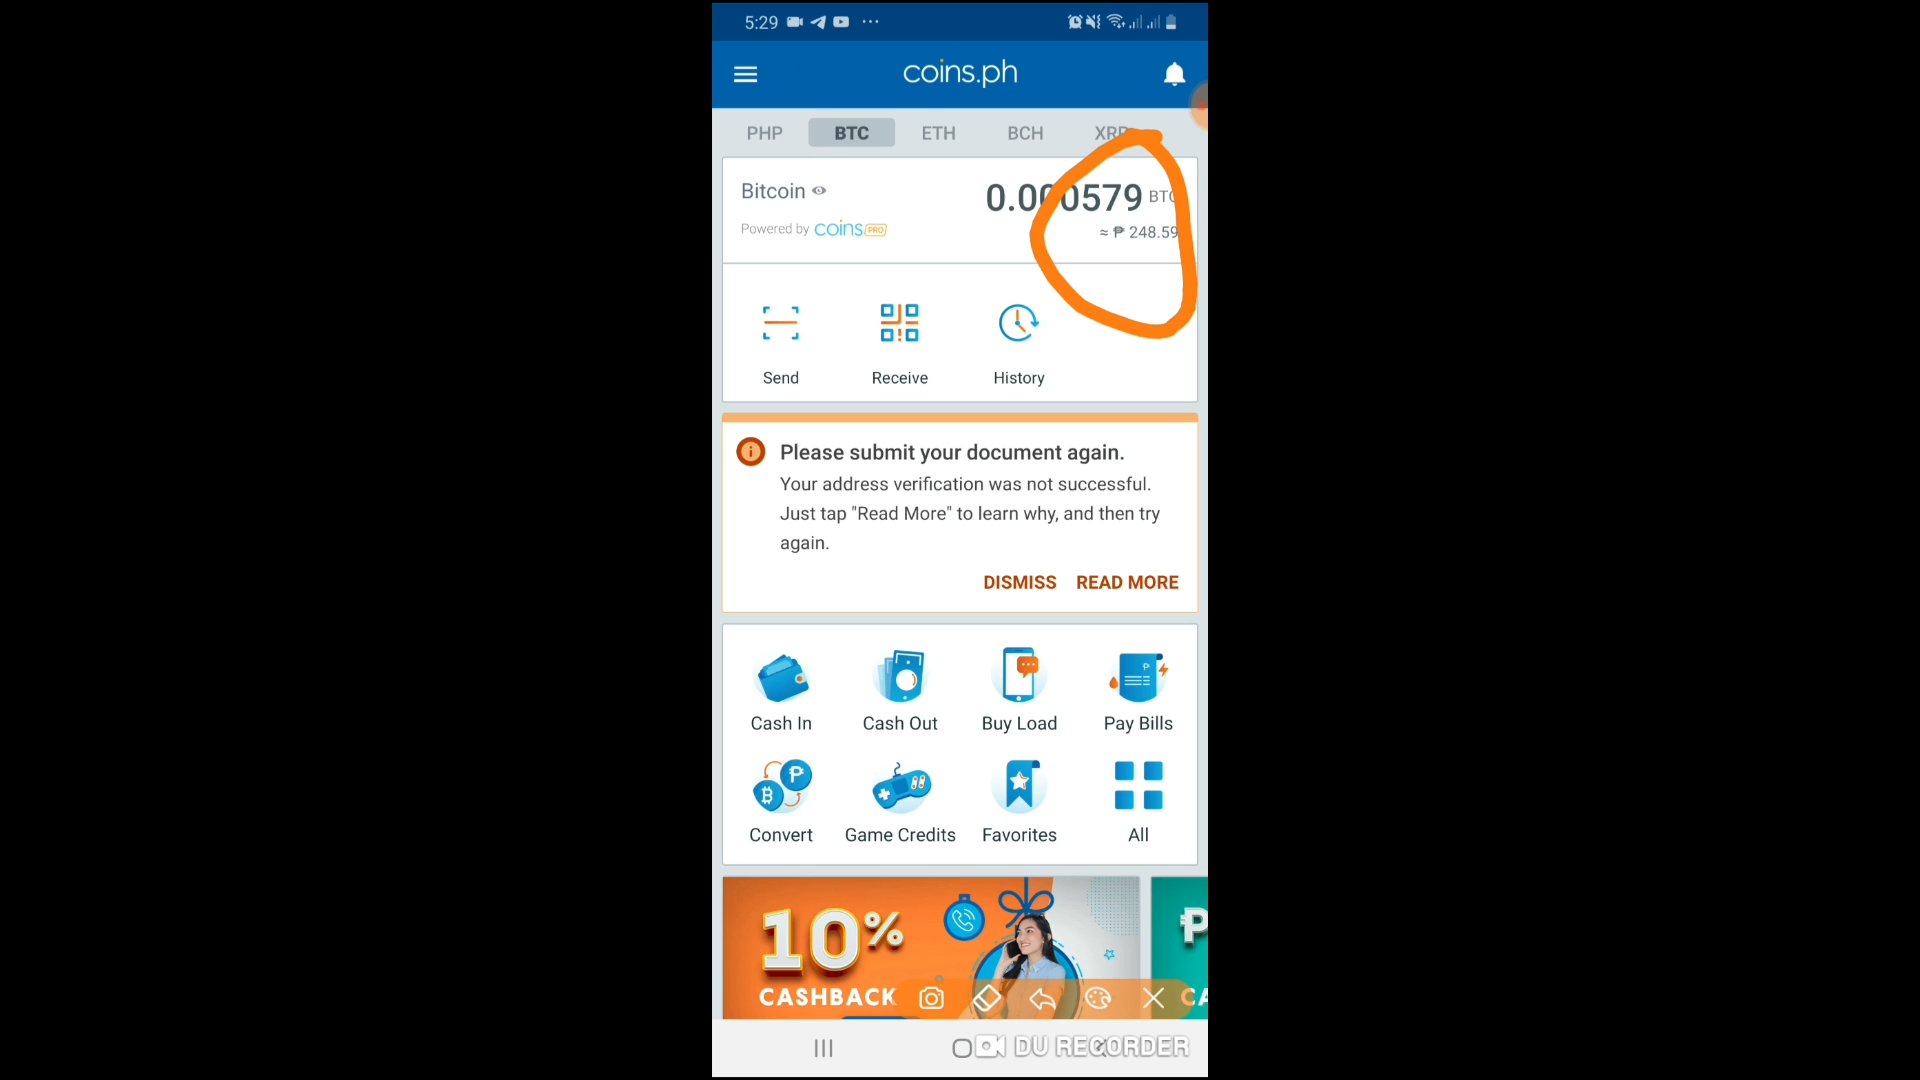 5:29
coins.ph
PHP BTC ETH BCH XRP
Bitcoin 0.000579 BTC
Powered by coins PRO ≈ ₱ 248.59
Send Receive History
Please submit your document again.
Your address verification was not successful.
Just tap "Read More" to learn why, and then try
again.
DISMISS READ MORE
Cash In Cash Out Buy Load Pay Bills
Convert Game Credits Favorites All
10%
CASHBACK
DU RECORDER